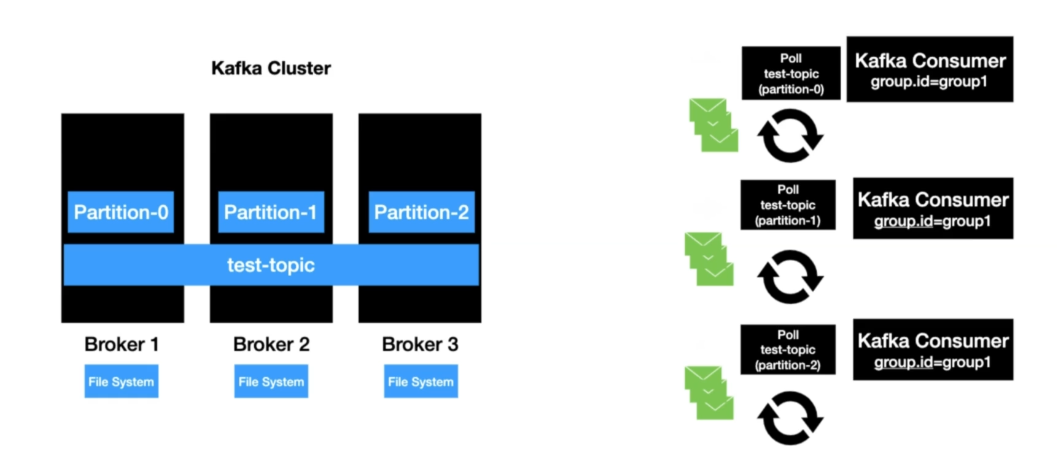 Kafka Cluster
Partition-0
Partition-1
Partition-2
test-topic
Broker 1
Broker 2
Broker 3
File System
File System
File System
Poll
test-topic
(partition-0)
Kafka Consumer
group.id=group1
Poll
test-topic
(partition-1)
Kafka Consumer
group.id=group1
Poll
test-topic
(partition-2)
Kafka Consumer
group.id=group1